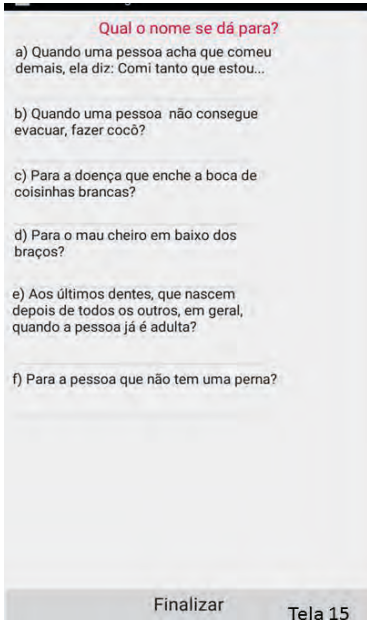 Qual o nome se dá para?
a) Quando uma pessoa acha que comeu
demais, ela diz: Comi tanto que estou...
b) Quando uma pessoa não consegue
evacuar, fazer cocô?
c) Para a doença que enche a boca de
coisinhas brancas?
d) Para o mau cheiro em baixo dos
braços?
e) Aos últimos dentes, que nascem
depois de todos os outros, em geral,
quando a pessoa já é adulta?
f) Para a pessoa que não tem uma perna?
Finalizar
Tela 15